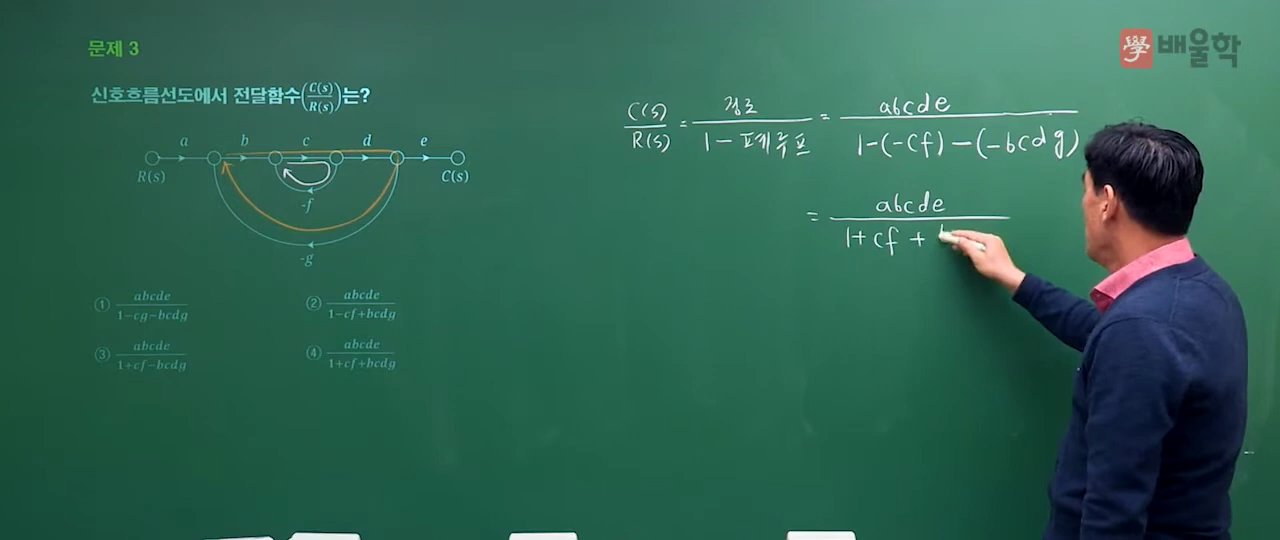 문제 3
學 배울학
신호흐름선도에서 전달함수(C(s)/R(s))는?
a b c d e
R(s) C(s)
-f
-g
① abcde/1-cg-bcdg
② abcde/1-cf+bcdg
③ abcde/1+cf-bcdg
④ abcde/1+cf+bcdg
C(s)/R(s) = 경로/1-폐루프 = abcde/1-(-cf)-(-bcdg)
= abcde/1+cf+